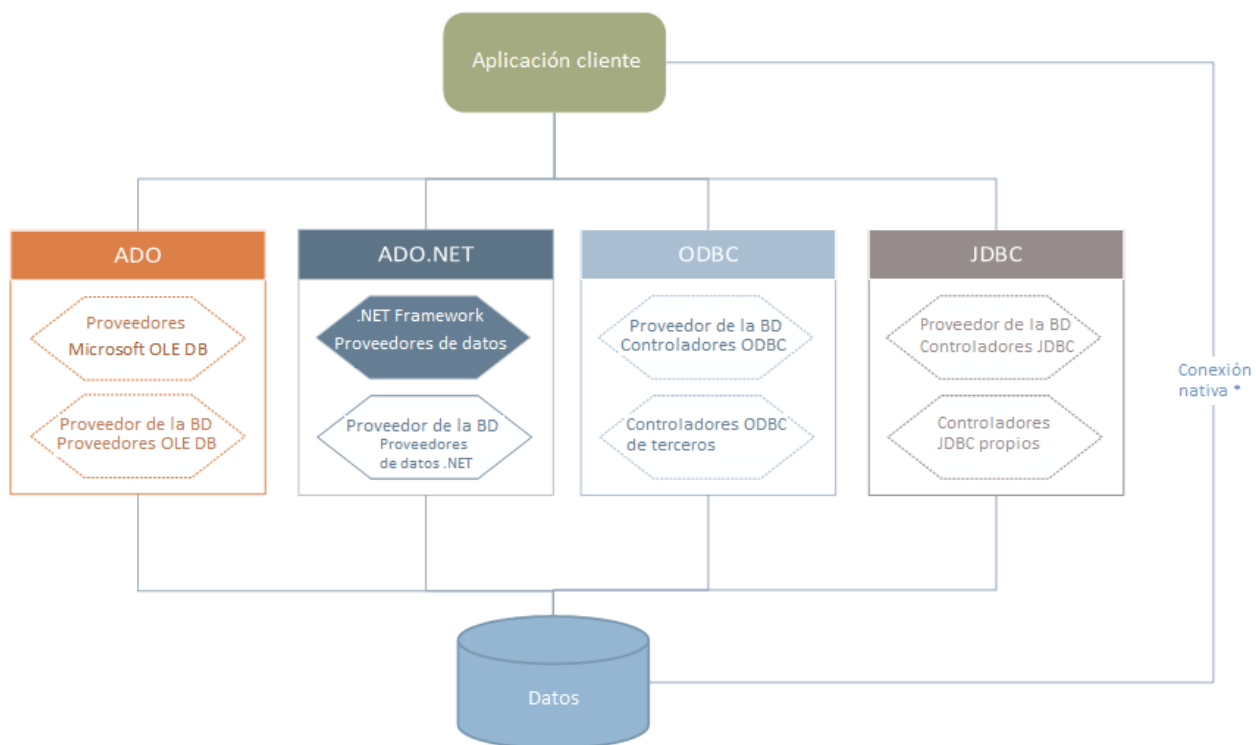 Aplicación cliente
ADO
Proveedores
Microsoft OLE DB
Proveedor de la BD
Proveedores OLE DB
ADO.NET
.NET Framework
Proveedores de datos
Proveedor de la BD
Proveedores
de datos .NET
ODBC
Proveedor de la BD
Controladores ODBC
Controladores ODBC
de terceros
JDBC
Proveedor de la BD
Controladores JDBC
Controladores
JDBC propios
Conexión
nativa *
Datos